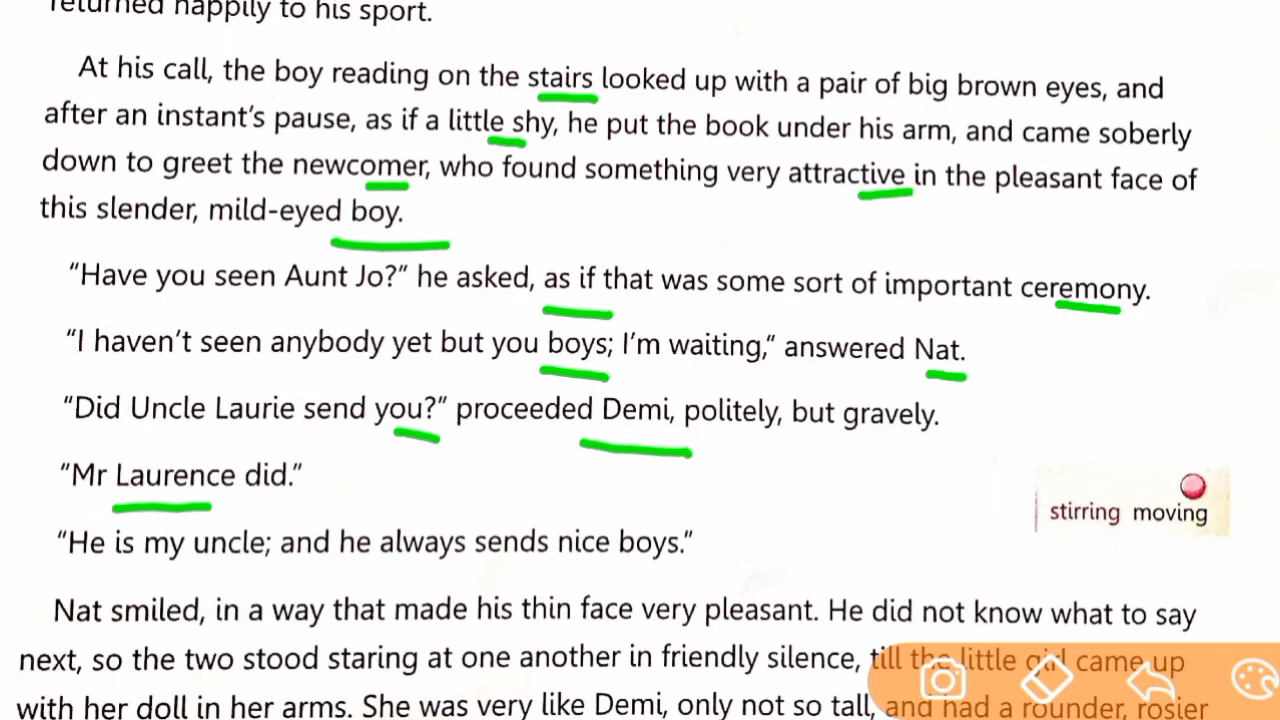 returned happily to his sport.
At his call, the boy reading on the stairs looked up with a pair of big brown eyes, and
after an instant's pause, as if a little shy, he put the book under his arm, and came soberly
down to greet the newcomer, who found something very attractive in the pleasant face of
this slender, mild-eyed boy.
“Have you seen Aunt Jo?” he asked, as if that was some sort of important ceremony.
“I haven't seen anybody yet but you boys; I'm waiting,” answered Nat.
“Did Uncle Laurie send you?” proceeded Demi, politely, but gravely.
“Mr Laurence did.”
stirring moving
“He is my uncle; and he always sends nice boys.”
Nat smiled, in a way that made his thin face very pleasant. He did not know what to say
next, so the two stood staring at one another in friendly silence, till the little girl came up
with her doll in her arms. She was very like Demi, only not so tall, and had a rounder, rosier